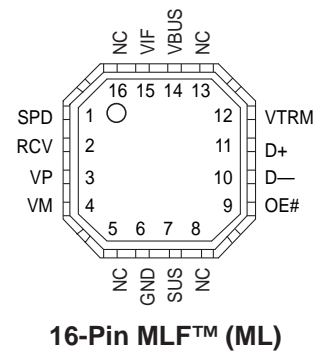 NC VIF VBUS NC
16 15 14 13
SPD 1 12 VTRM
RCV 2 11 D+
VP 3 10 D—
VM 4 9 OE#
5 6 7 8
NC GND SUS NC
16-Pin MLF™ (ML)